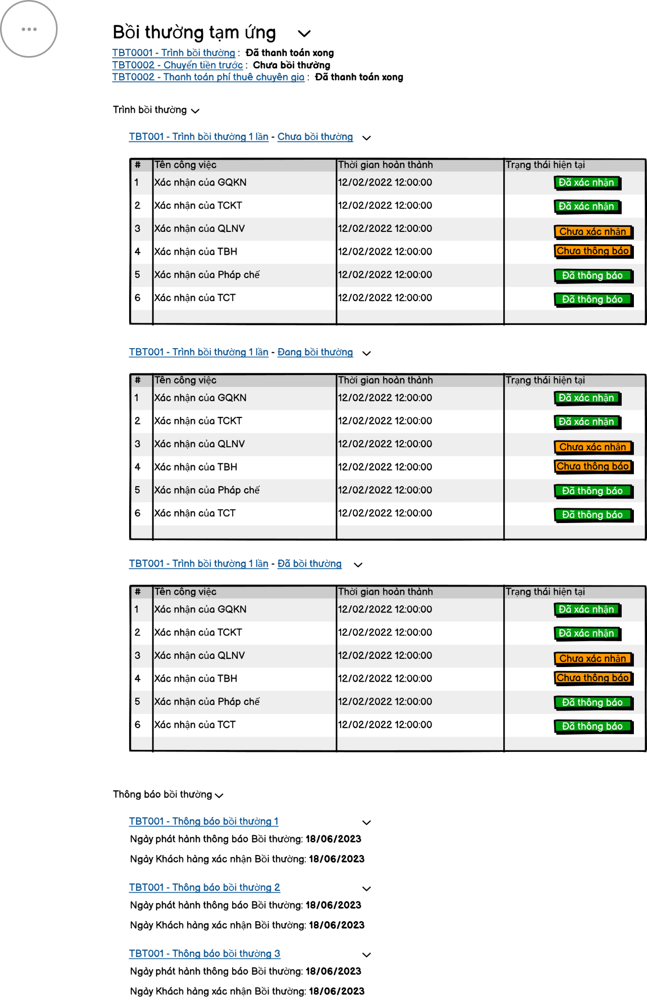 Bồi thường tạm ứng
TBT0001 - Trình bồi thường : Đã thanh toán xong
TBT0002 - Chuyển tiền trước : Chưa bồi thường
TBT0002 - Thanh toán phí thuê chuyên gia : Đã thanh toán xong
Trình bồi thường
TBT001 - Trình bồi thường 1 lần - Chưa bồi thường
# Tên công việc Thời gian hoàn thành Trạng thái hiện tại
1 Xác nhận của GQKN 12/02/2022 12:00:00 Đã xác nhận
2 Xác nhận của TCKT 12/02/2022 12:00:00 Đã xác nhận
3 Xác nhận của QLNV 12/02/2022 12:00:00 Chưa xác nhận
4 Xác nhận của TBH 12/02/2022 12:00:00 Chưa thông báo
5 Xác nhận của Pháp chế 12/02/2022 12:00:00 Đã thông báo
6 Xác nhận của TCT 12/02/2022 12:00:00 Đã thông báo
TBT001 - Trình bồi thường 1 lần - Đang bồi thường
# Tên công việc Thời gian hoàn thành Trạng thái hiện tại
1 Xác nhận của GQKN 12/02/2022 12:00:00 Đã xác nhận
2 Xác nhận của TCKT 12/02/2022 12:00:00 Đã xác nhận
3 Xác nhận của QLNV 12/02/2022 12:00:00 Chưa xác nhận
4 Xác nhận của TBH 12/02/2022 12:00:00 Chưa thông báo
5 Xác nhận của Pháp chế 12/02/2022 12:00:00 Đã thông báo
6 Xác nhận của TCT 12/02/2022 12:00:00 Đã thông báo
TBT001 - Trình bồi thường 1 lần - Đã bồi thường
# Tên công việc Thời gian hoàn thành Trạng thái hiện tại
1 Xác nhận của GQKN 12/02/2022 12:00:00 Đã xác nhận
2 Xác nhận của TCKT 12/02/2022 12:00:00 Đã xác nhận
3 Xác nhận của QLNV 12/02/2022 12:00:00 Chưa xác nhận
4 Xác nhận của TBH 12/02/2022 12:00:00 Chưa thông báo
5 Xác nhận của Pháp chế 12/02/2022 12:00:00 Đã thông báo
6 Xác nhận của TCT 12/02/2022 12:00:00 Đã thông báo
Thông báo bồi thường
TBT001 - Thông báo bồi thường 1
Ngày phát hành thông báo Bồi thường: 18/06/2023
Ngày Khách hàng xác nhận Bồi thường: 18/06/2023
TBT001 - Thông báo bồi thường 2
Ngày phát hành thông báo Bồi thường: 18/06/2023
Ngày Khách hàng xác nhận Bồi thường: 18/06/2023
TBT001 - Thông báo bồi thường 3
Ngày phát hành thông báo Bồi thường: 18/06/2023
Ngày Khách hàng xác nhận Bồi thường: 18/06/2023